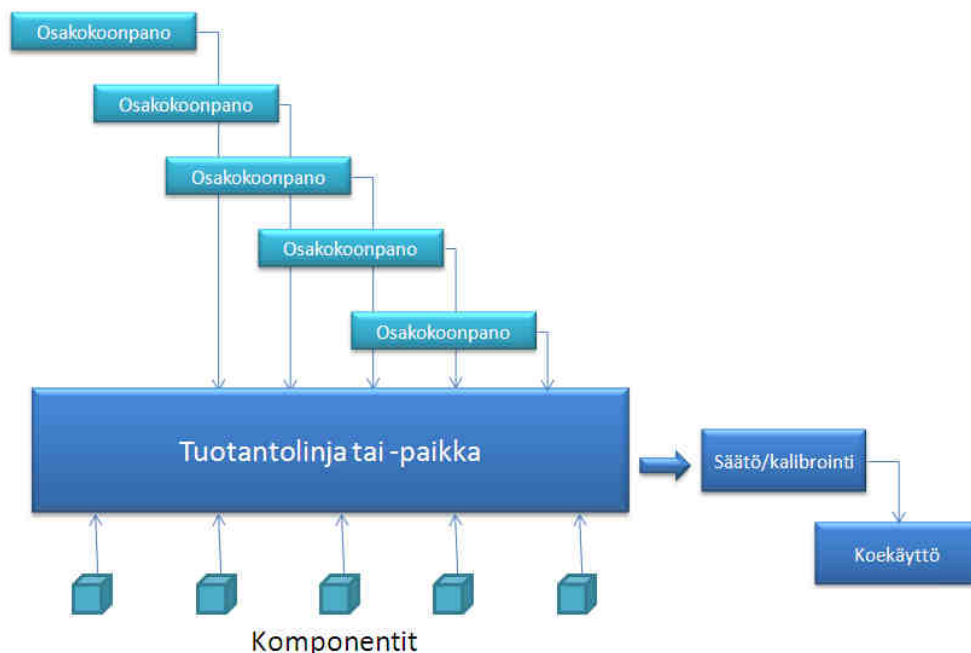 Osakokoonpano
Osakokoonpano
Osakokoonpano
Osakokoonpano
Osakokoonpano
Tuotantolinja tai -paikka
Säätö/kalibrointi
Koekäyttö
Komponentit